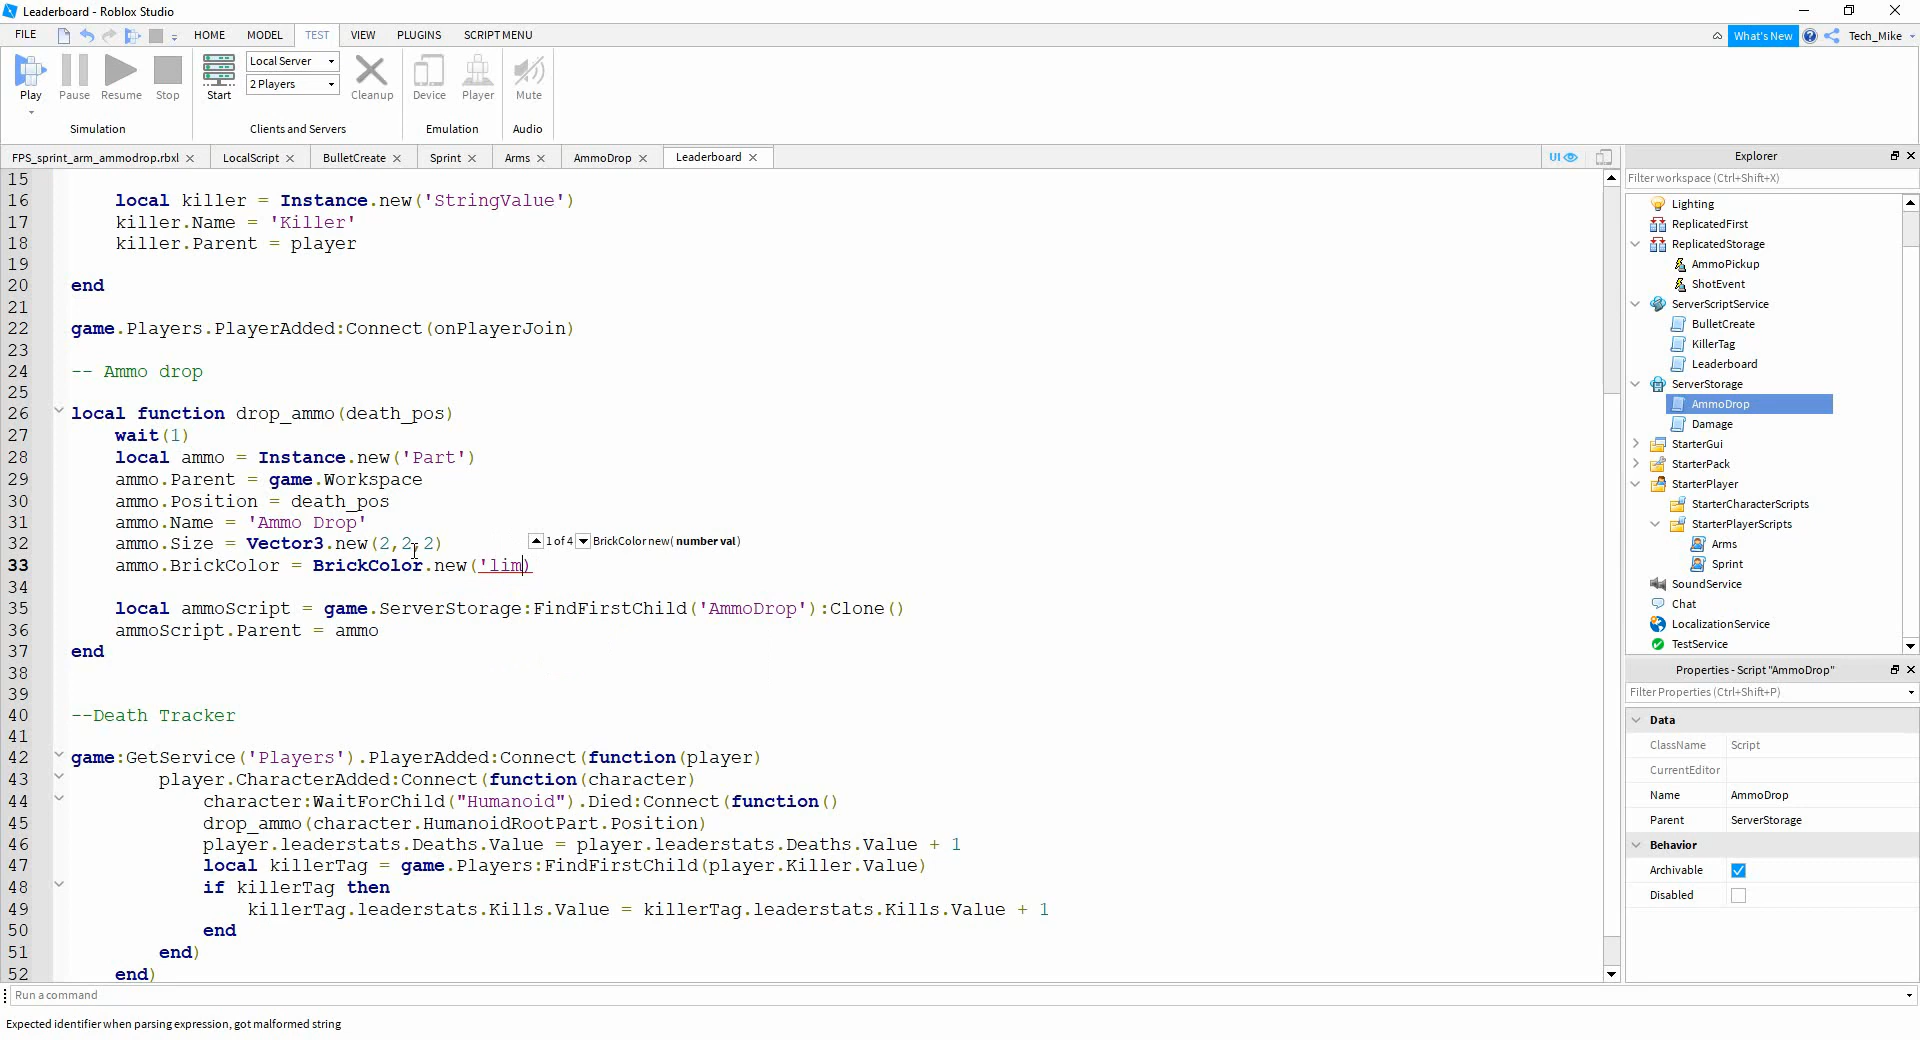 Leaderboard - Roblox Studio
FILE HOME MODEL TEST VIEW PLUGINS SCRIPT MENU What's New Tech_Mike
Play Pause Resume Stop Start Local Server 2 Players Cleanup Device Player Mute
Simulation Clients and Servers Emulation Audio
FPS_sprint_arm_ammodrop.rbxl LocalScript BulletCreate Sprint Arms AmmoDrop Leaderboard UI
15
16 local killer = Instance.new('StringValue')
17 killer.Name = 'Killer'
18 killer.Parent = player
19
20 end
21
22 game.Players.PlayerAdded:Connect(onPlayerJoin)
23
24 -- Ammo drop
25
26 local function drop_ammo(death_pos)
27 wait(1)
28 local ammo = Instance.new('Part')
29 ammo.Parent = game.Workspace
30 ammo.Position = death_pos
31 ammo.Name = 'Ammo Drop'
32 ammo.Size = Vector3.new(2,2,2)
1 of 4 BrickColor new( number val)
33 ammo.BrickColor = BrickColor.new('lim)
34
35 local ammoScript = game.ServerStorage:FindFirstChild('AmmoDrop'):Clone()
36 ammoScript.Parent = ammo
37 end
38
39
40 --Death Tracker
41
42 game:GetService('Players').PlayerAdded:Connect(function(player)
43 player.CharacterAdded:Connect(function(character)
44 character:WaitForChild("Humanoid").Died:Connect(function()
45 drop_ammo(character.HumanoidRootPart.Position)
46 player.leaderstats.Deaths.Value = player.leaderstats.Deaths.Value + 1
47 local killerTag = game.Players:FindFirstChild(player.Killer.Value)
48 if killerTag then
49 killerTag.leaderstats.Kills.Value = killerTag.leaderstats.Kills.Value + 1
50 end
51 end)
52 end)
Explorer
Filter workspace (Ctrl+Shift+X)
Lighting
ReplicatedFirst
ReplicatedStorage
AmmoPickup
ShotEvent
ServerScriptService
BulletCreate
KillerTag
Leaderboard
ServerStorage
AmmoDrop
Damage
StarterGui
StarterPack
StarterPlayer
StarterCharacterScripts
StarterPlayerScripts
Arms
Sprint
SoundService
Chat
LocalizationService
TestService
Properties - Script "AmmoDrop"
Filter Properties (Ctrl+Shift+P)
Data
ClassName Script
CurrentEditor
Name AmmoDrop
Parent ServerStorage
Behavior
Archivable
Disabled
Run a command
Expected identifier when parsing expression, got malformed string